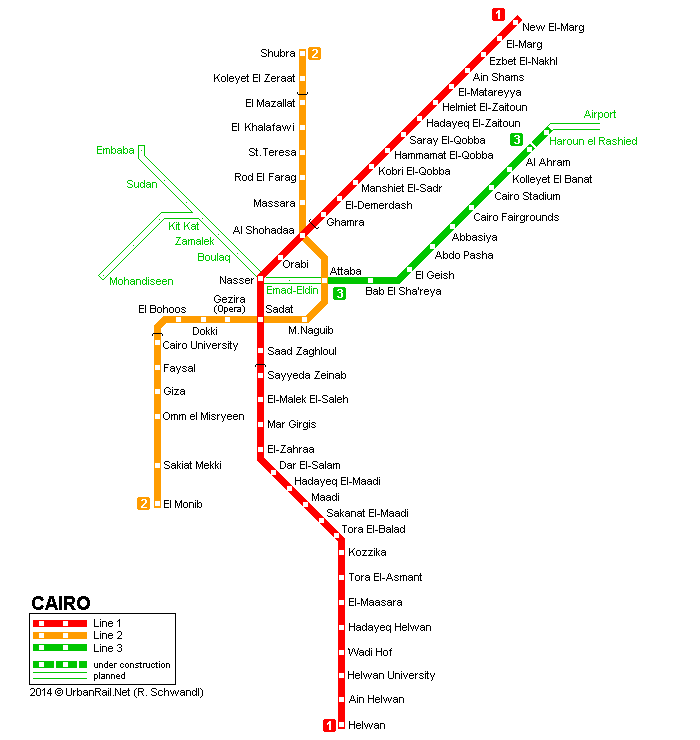 1
New El-Marg
El-Marg
Ezbet El-Nakhl
Ain Shams
El-Matareyya
Helmiet El-Zaitoun
Hadayeq El-Zaitoun
Saray El-Qobba
Hammamat El-Qobba
Kobri El-Qobba
Manshiet El-Sadr
El-Demerdash
Ghamra
Shubra
2
Koleyet El Zeraat
El Mazallat
El Khalafawi
St.Teresa
Rod El Farag
Massara
Al Shohadaa
Airport
3
Haroun el Rashied
Al Ahram
Kolleyet El Banat
Cairo Stadium
Cairo Fairgrounds
Abbasiya
Abdo Pasha
El Geish
Bab El Sha'reya
Attaba
3
Embaba
Sudan
Kit Kat
Zamalek
Boulaq
Mohandiseen
Orabi
Nasser
Emad-Eldin
El Bohoos
Gezira
(Opera)
Dokki
Sadat
M.Naguib
Cairo University
Faysal
Giza
Omm el Misryeen
Sakiat Mekki
2
El Monib
Saad Zaghloul
Sayyeda Zeinab
El-Malek El-Saleh
Mar Girgis
El-Zahraa
Dar El-Salam
Hadayeq El-Maadi
Maadi
Sakanat El-Maadi
Tora El-Balad
Kozzika
Tora El-Asmant
El-Maasara
Hadayeq Helwan
Wadi Hof
Helwan University
Ain Helwan
1
Helwan
CAIRO
Line 1
Line 2
Line 3
under construction
planned
2014 © UrbanRail.Net (R. Schwandl)